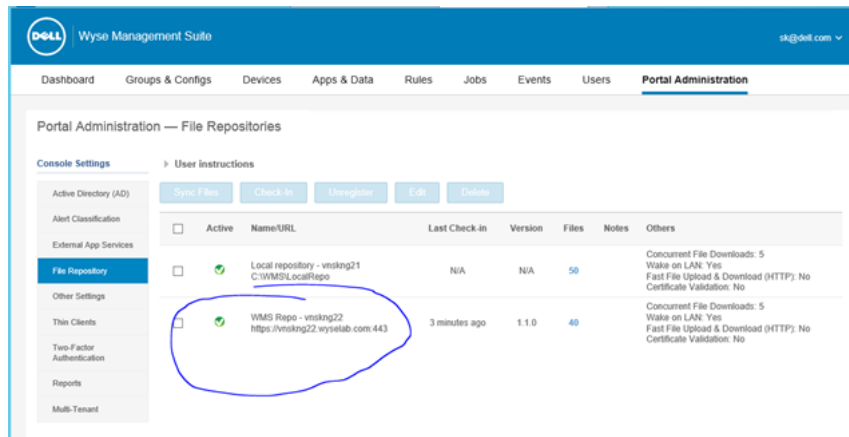 DELL
Wyse Management Suite
sk@dell.com
Dashboard Groups & Configs Devices Apps & Data Rules Jobs Events Users Portal Administration
Portal Administration — File Repositories
Console Settings
Active Directory (AD)
Alert Classification
External App Services
File Repository
Other Settings
Thin Clients
Two-Factor
Authentication
Reports
Multi-Tenant
User instructions
Sync Files Check-In Unregister Edit Delete
Active Name/URL Last Check-in Version Files Notes Others
Local repository - vnskng21
C:\WMS\LocalRepo
N/A N/A 50
Concurrent File Downloads: 5
Wake on LAN: Yes
Fast File Upload & Download (HTTP): No
Certificate Validation: No
WMS Repo - vnskng22
https://vnskng22.wyselab.com:443
3 minutes ago 1.1.0 40
Concurrent File Downloads: 5
Wake on LAN: Yes
Fast File Upload & Download (HTTP): No
Certificate Validation: No